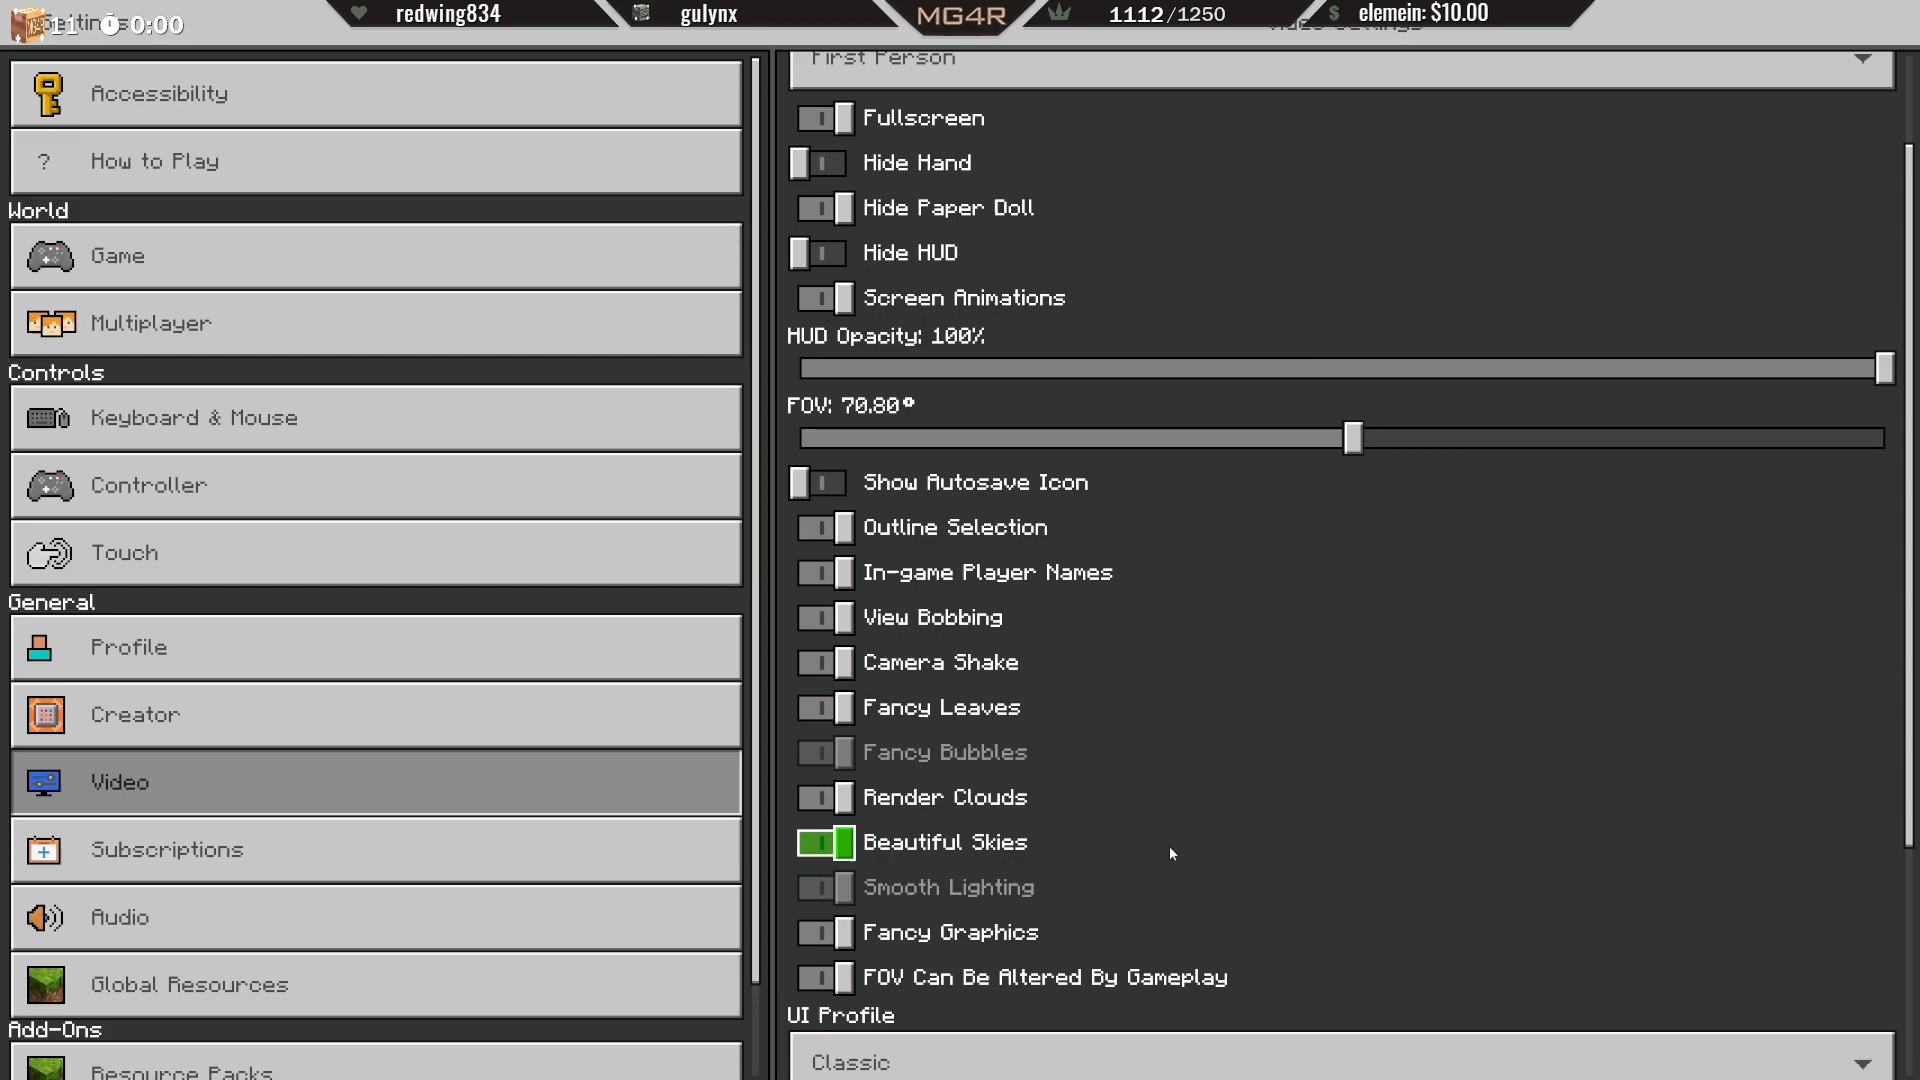 redwing834
gulynx
MG4R
1112/1250
$ elemein: $10.00
11 0:00
Accessibility
? How to Play
World
Game
Multiplayer
Controls
Keyboard & Mouse
Controller
Touch
General
Profile
Creator
Video
Subscriptions
Audio
Global Resources
Add-Ons
Resource Packs
First Person
Fullscreen
Hide Hand
Hide Paper Doll
Hide HUD
Screen Animations
HUD Opacity: 100%
FOV: 70.80°
Show Autosave Icon
Outline Selection
In-game Player Names
View Bobbing
Camera Shake
Fancy Leaves
Fancy Bubbles
Render Clouds
Beautiful Skies
Smooth Lighting
Fancy Graphics
FOV Can Be Altered By Gameplay
UI Profile
Classic